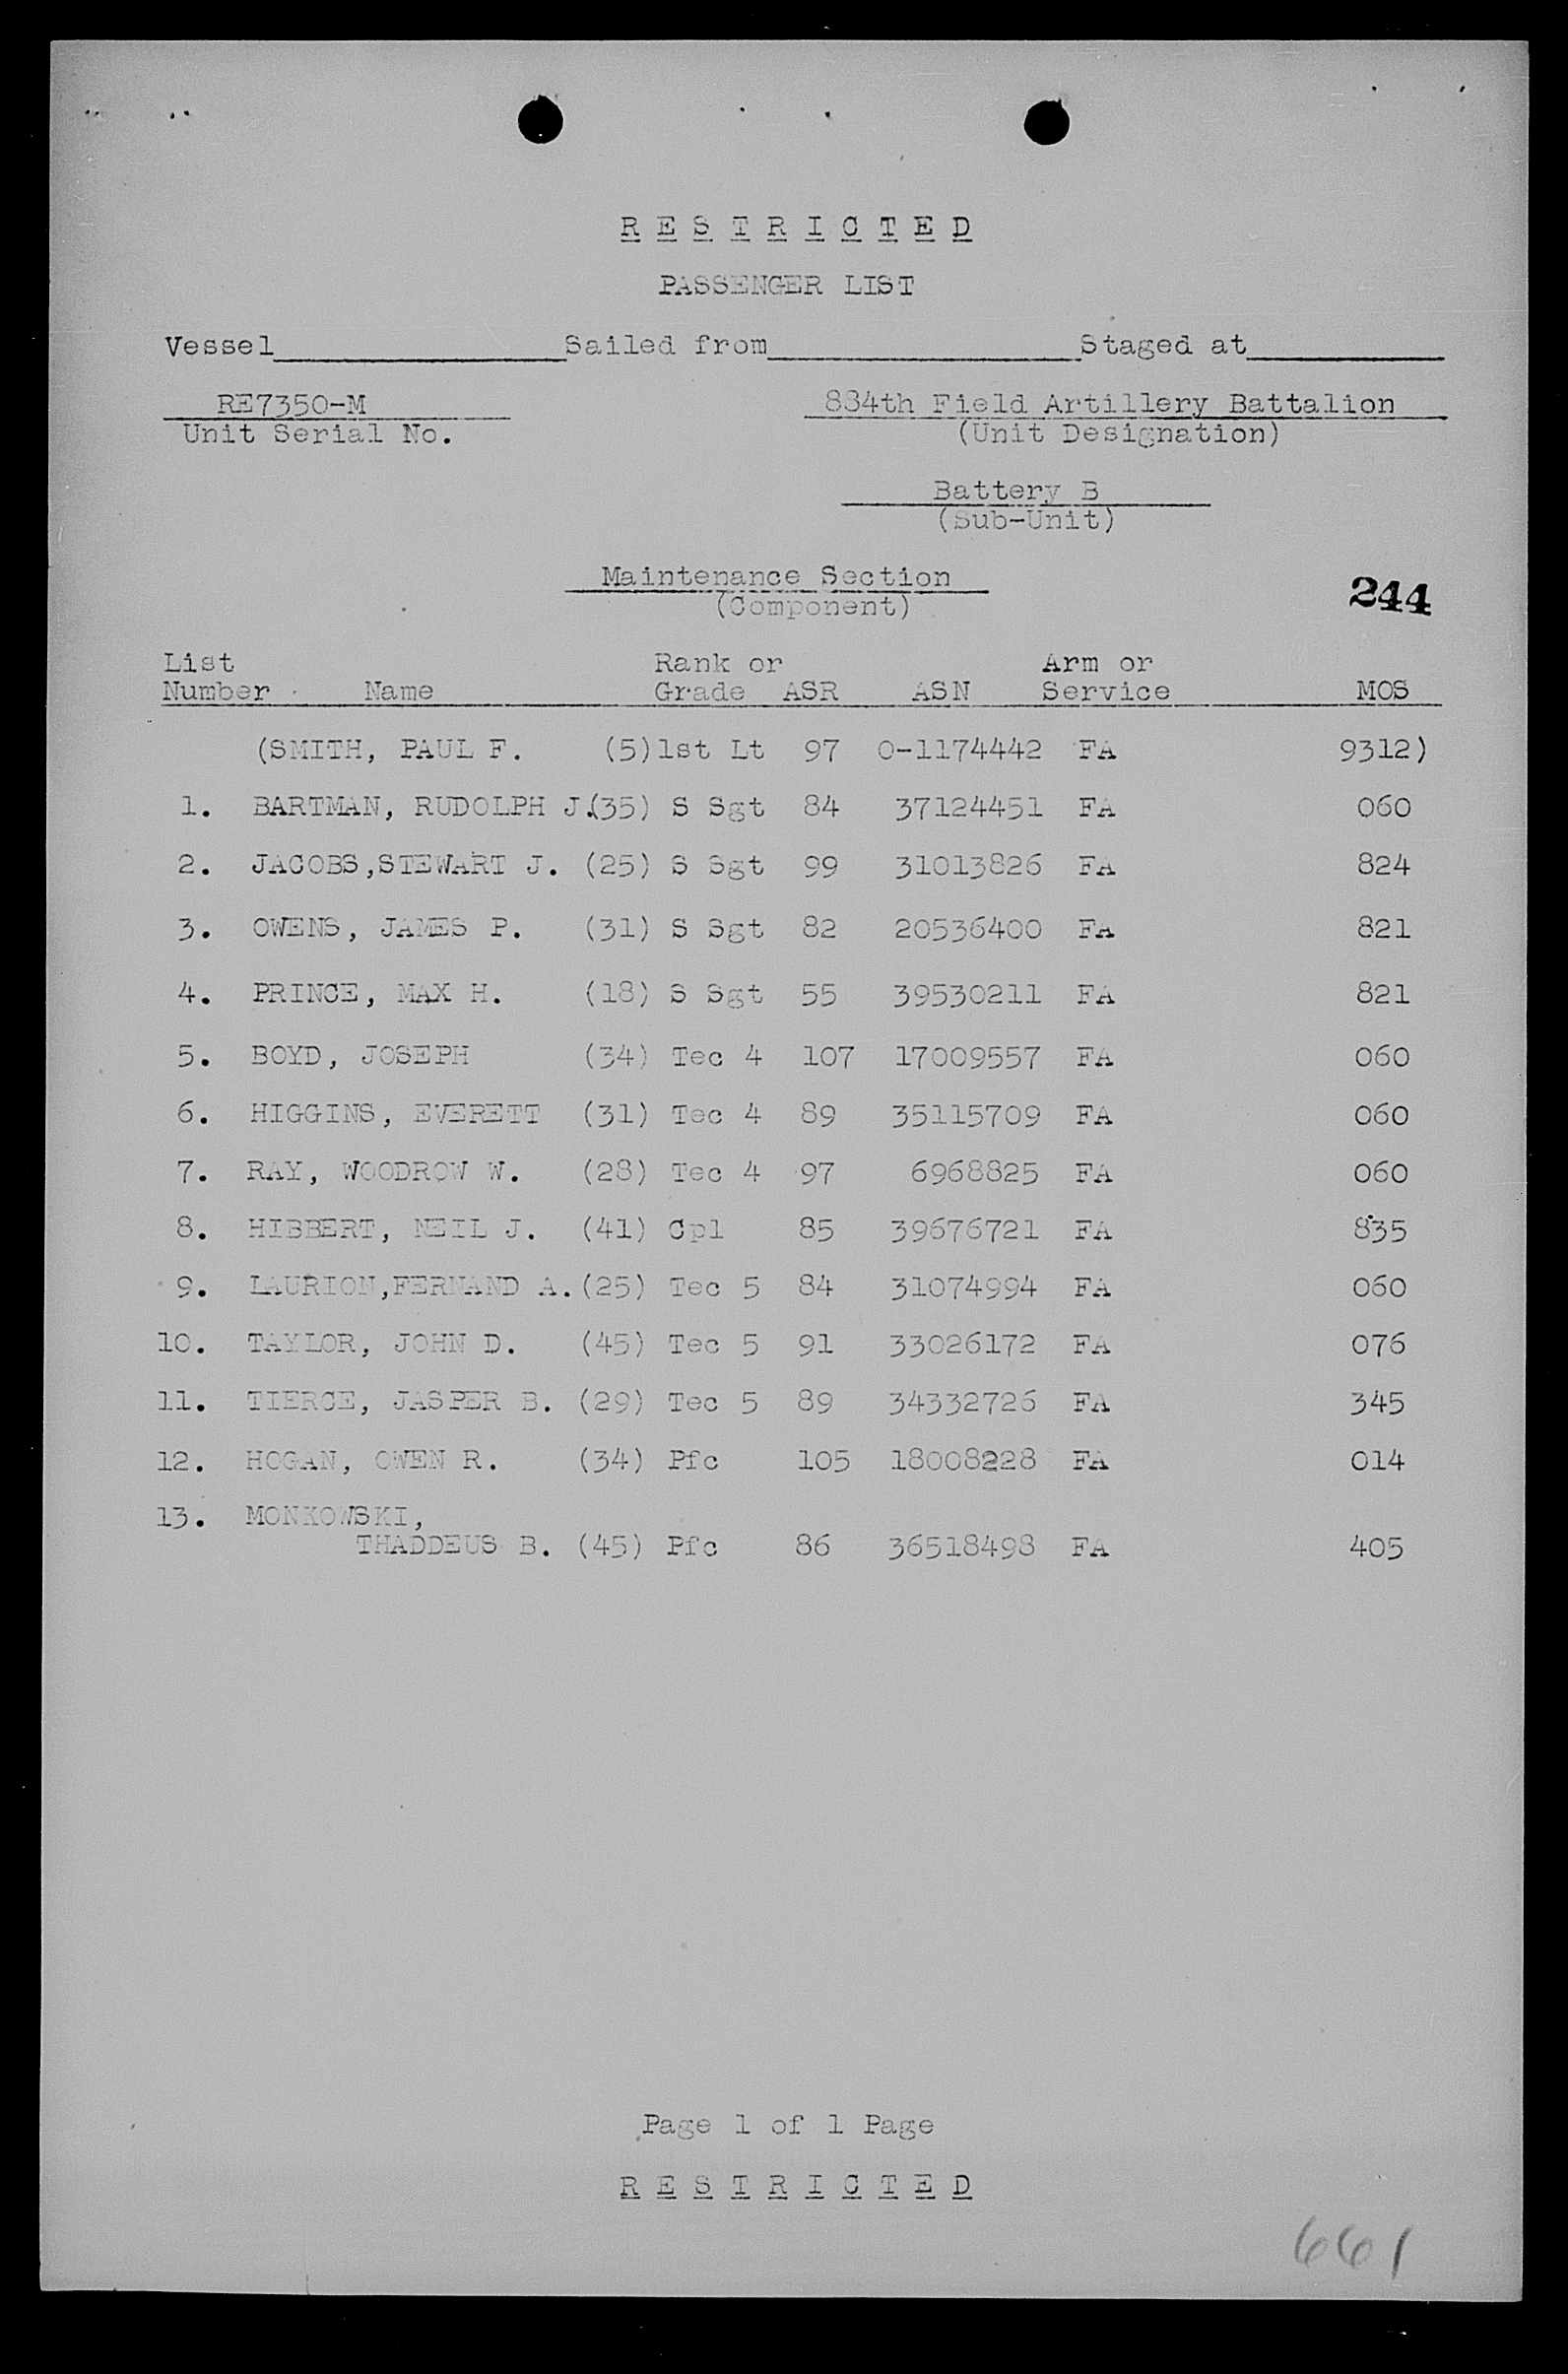 R E S T R I C T E D
PASSENGER LIST
Vessel Sailed from Staged at
RE7350-M 884th Field Artillery Battalion
Unit Serial No. (Unit Designation)
Battery B
(Sub-Unit)
Maintenance Section
(Component)
244
List Rank or Arm or
Number Name Grade ASR ASN Service MOS
(SMITH, PAUL F. (5)1st Lt 97 O-1174442 FA 9312)
1. BARTMAN, RUDOLPH J.(35) S Sgt 84 37124451 FA 060
2. JACOBS,STEWART J. (25) S Sgt 99 31013826 FA 824
3. OWENS, JAMES P. (31) S Sgt 82 20536400 FA 821
4. PRINCE, MAX H. (18) S Sgt 55 39530211 FA 821
5. BOYD, JOSEPH (34) Tec 4 107 17009557 FA 060
6. HIGGINS, EVERETT (31) Tec 4 89 35115709 FA 060
7. RAY, WOODROW W. (28) Tec 4 97 6968825 FA 060
8. HIBBERT, NEIL J. (41) Cpl 85 39676721 FA 835
9. LAURION,FERNAND A.(25) Tec 5 84 31074994 FA 060
10. TAYLOR, JOHN D. (45) Tec 5 91 33026172 FA 076
11. TIERCE, JASPER B. (29) Tec 5 89 34332726 FA 345
12. HOGAN, OWEN R. (34) Pfc 105 18008228 FA 014
13. MONKOWSKI,
THADDEUS B. (45) Pfc 86 36518498 FA 405
Page 1 of 1 Page
R E S T R I C T E D
661